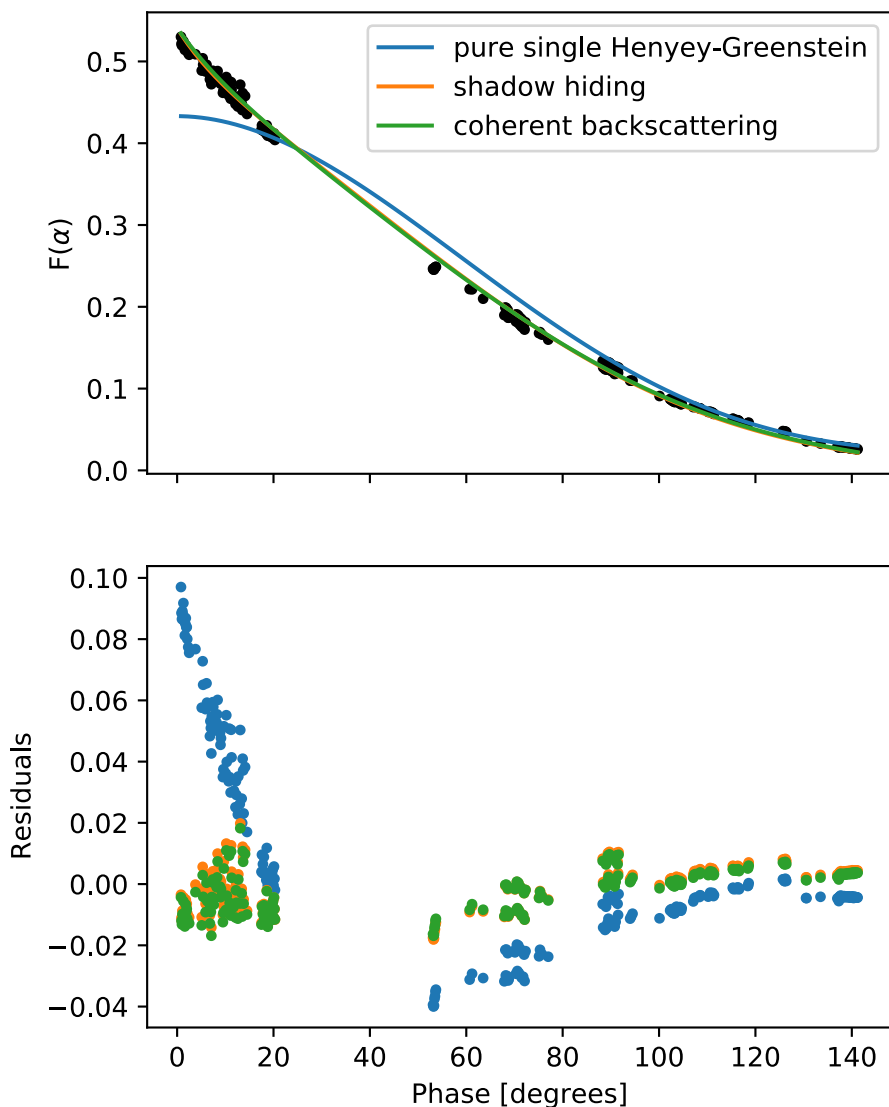 0.5
0.4
0.3
0.2
0.1
0.0
F(α)
pure single Henyey-Greenstein
shadow hiding
coherent backscattering
0.10
0.08
0.06
0.04
0.02
0.00
−0.02
−0.04
Residuals
0 20 40 60 80 100 120 140
Phase [degrees]